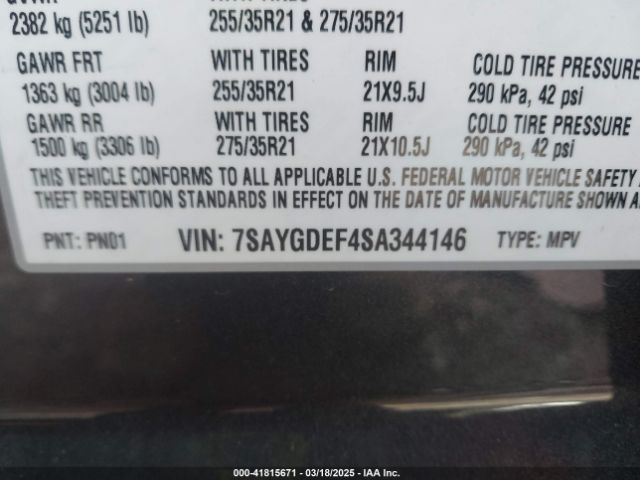 2382 kg (5251 lb) 255/35R21 & 275/35R21
GAWR FRT WITH TIRES RIM COLD TIRE PRESSURE
1363 kg (3004 lb) 255/35R21 21X9.5J 290 kPa, 42 psi
GAWR RR WITH TIRES RIM COLD TIRE PRESSURE
1500 kg (3306 lb) 275/35R21 21X10.5J 290 kPa, 42 psi
THIS VEHICLE CONFORMS TO ALL APPLICABLE U.S. FEDERAL MOTOR VEHICLE SAFETY
THEFT PREVENTION STANDARDS IN EFFECT ON THE DATE OF MANUFACTURE SHOWN
PNT: PN01 VIN: 7SAYGDEF4SA344146 TYPE: MPV
000-41815671 - 03/18/2025 - IAAI.COM